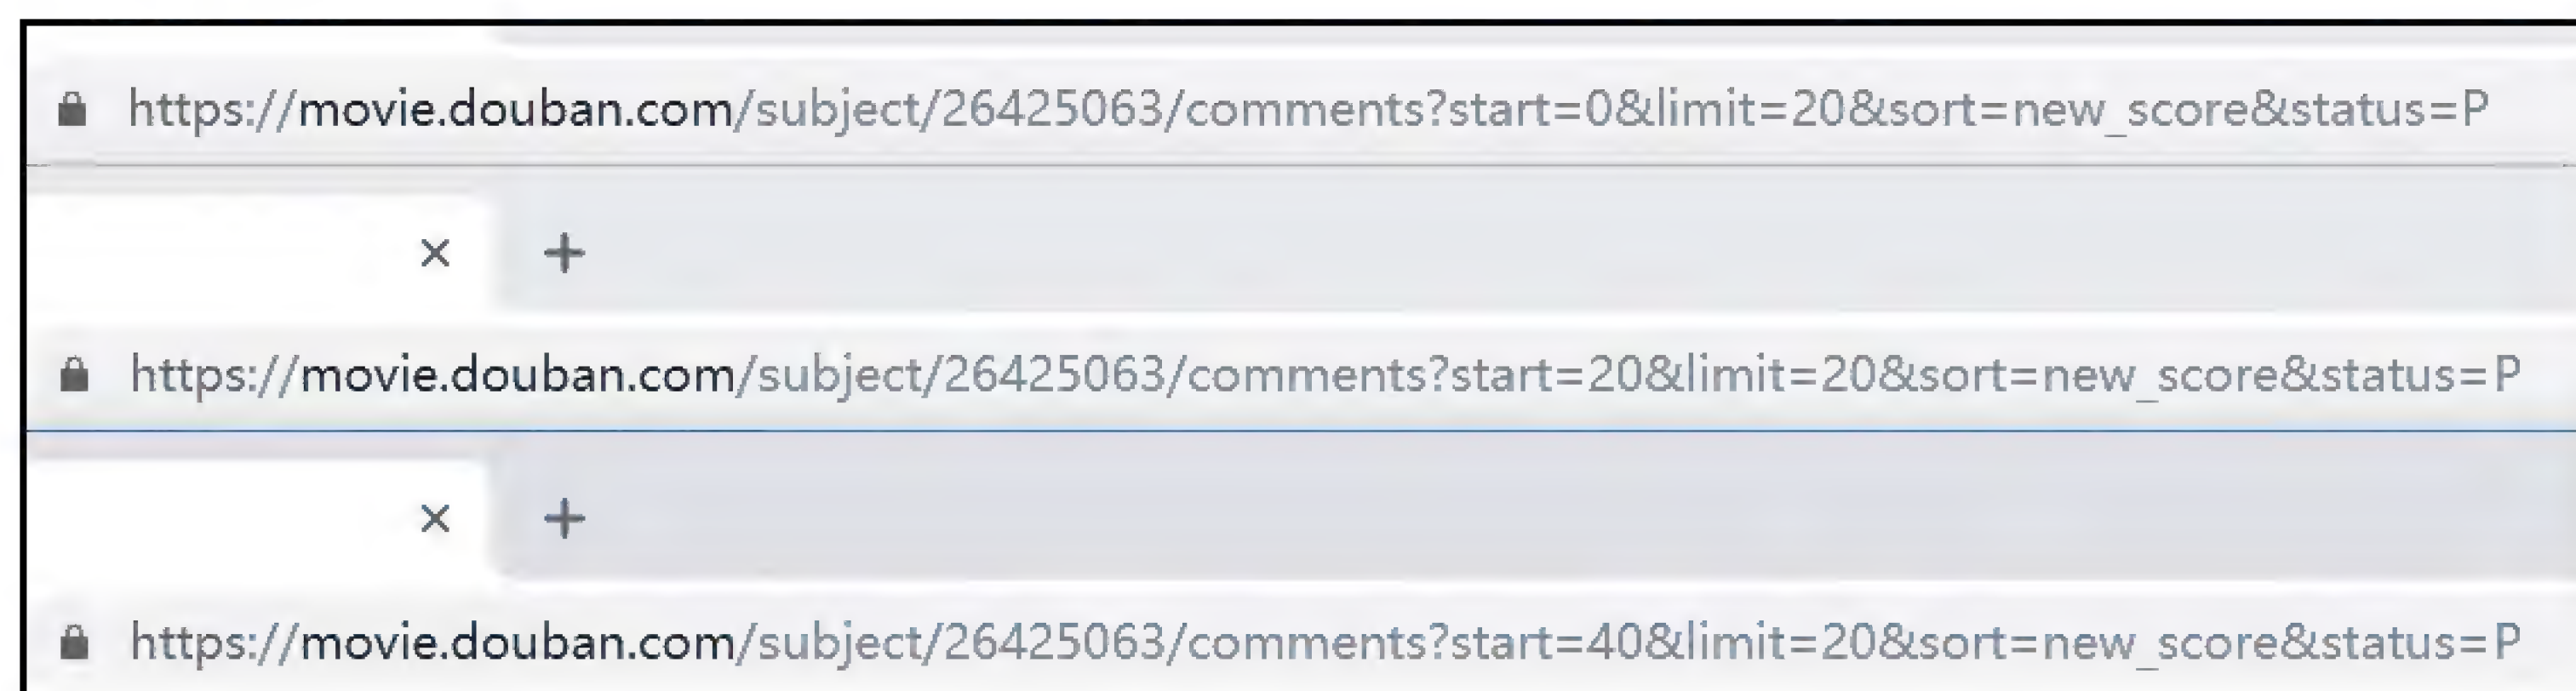 https://movie.douban.com/subject/26425063/comments?start=0&limit=20&sort=new_score&status=P
https://movie.douban.com/subject/26425063/comments?start=20&limit=20&sort=new_score&status=P
https://movie.douban.com/subject/26425063/comments?start=40&limit=20&sort=new_score&status=P